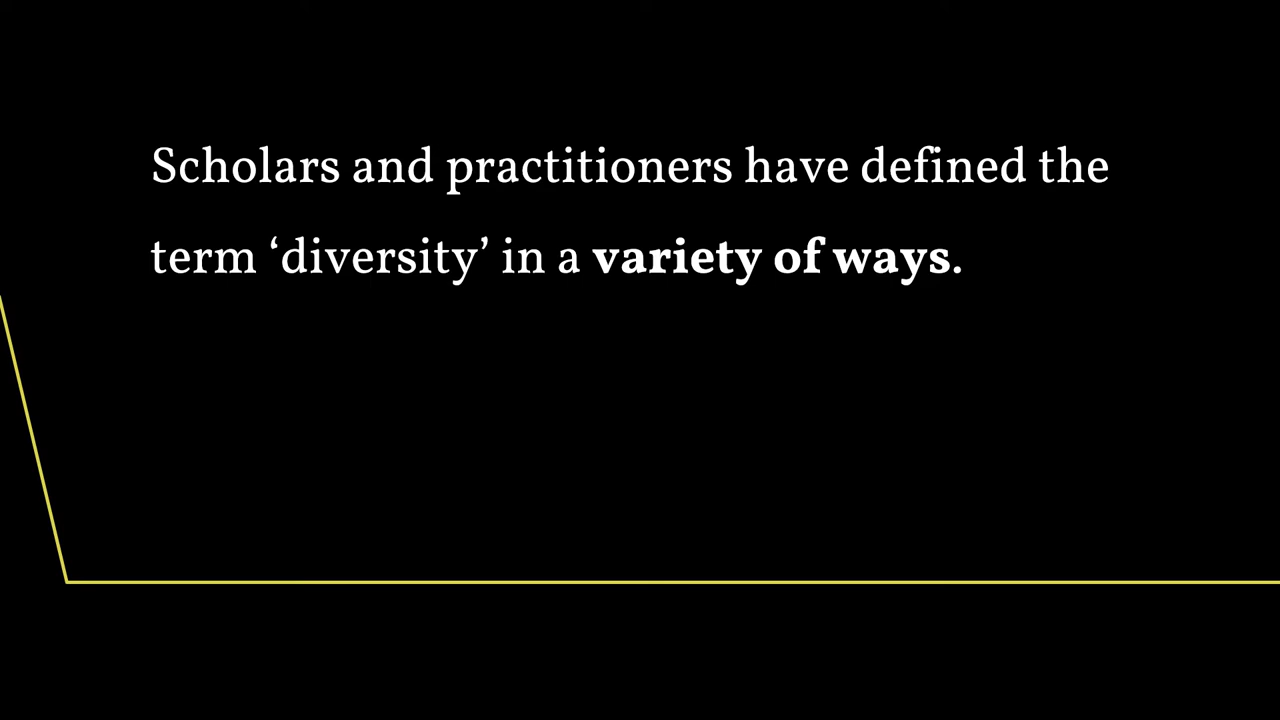 Scholars and practitioners have defined the
term ‘diversity’ in a variety of ways.